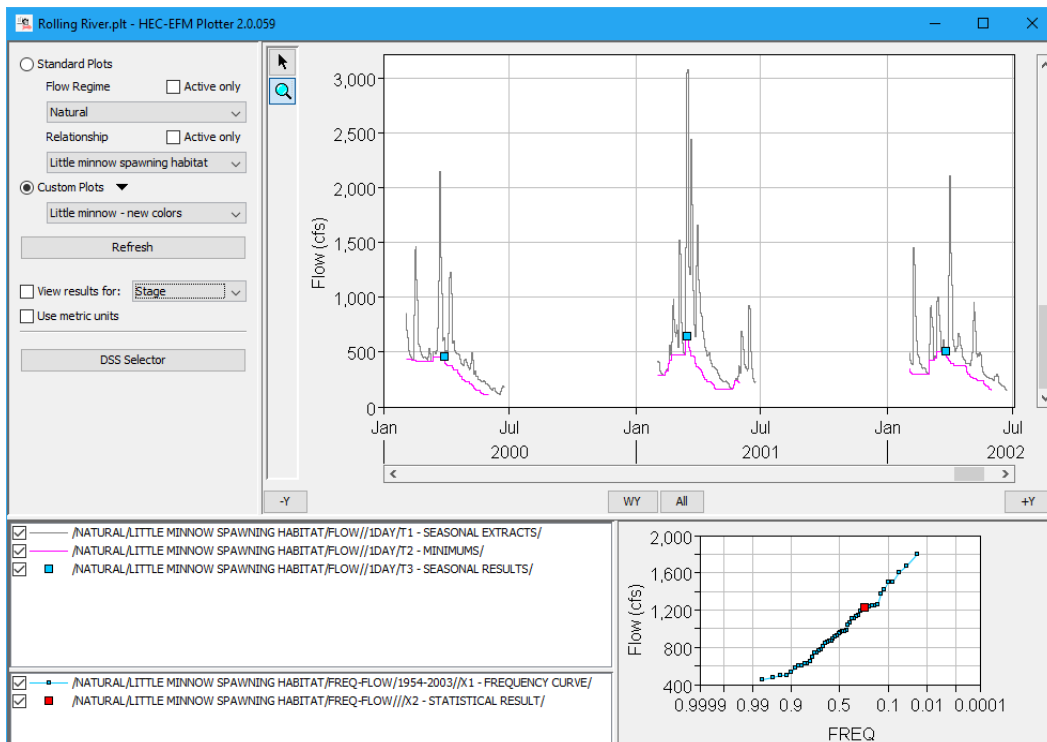 Rolling River.plt - HEC-EFM Plotter 2.0.059
Standard Plots
Flow Regime Active only
Natural
Relationship Active only
Little minnow spawning habitat
Custom Plots
Little minnow - new colors
Refresh
View results for: Stage
Use metric units
DSS Selector
Flow (cfs)
3,000
2,500
2,000
1,500
1,000
500
0
Jan Jul Jan Jul Jan Jul
2000 2001 2002
-Y WY All +Y
/NATURAL/LITTLE MINNOW SPAWNING HABITAT/FLOW//1DAY/T1 - SEASONAL EXTRACTS/
/NATURAL/LITTLE MINNOW SPAWNING HABITAT/FLOW//1DAY/T2 - MINIMUMS/
/NATURAL/LITTLE MINNOW SPAWNING HABITAT/FLOW//1DAY/T3 - SEASONAL RESULTS/
/NATURAL/LITTLE MINNOW SPAWNING HABITAT/FREQ-FLOW/1954-2003//X1 - FREQUENCY CURVE/
/NATURAL/LITTLE MINNOW SPAWNING HABITAT/FREQ-FLOW///X2 - STATISTICAL RESULT/
Flow (cfs)
2,000
1,600
1,200
800
400
0.9999 0.99 0.9 0.5 0.1 0.01 0.0001
FREQ